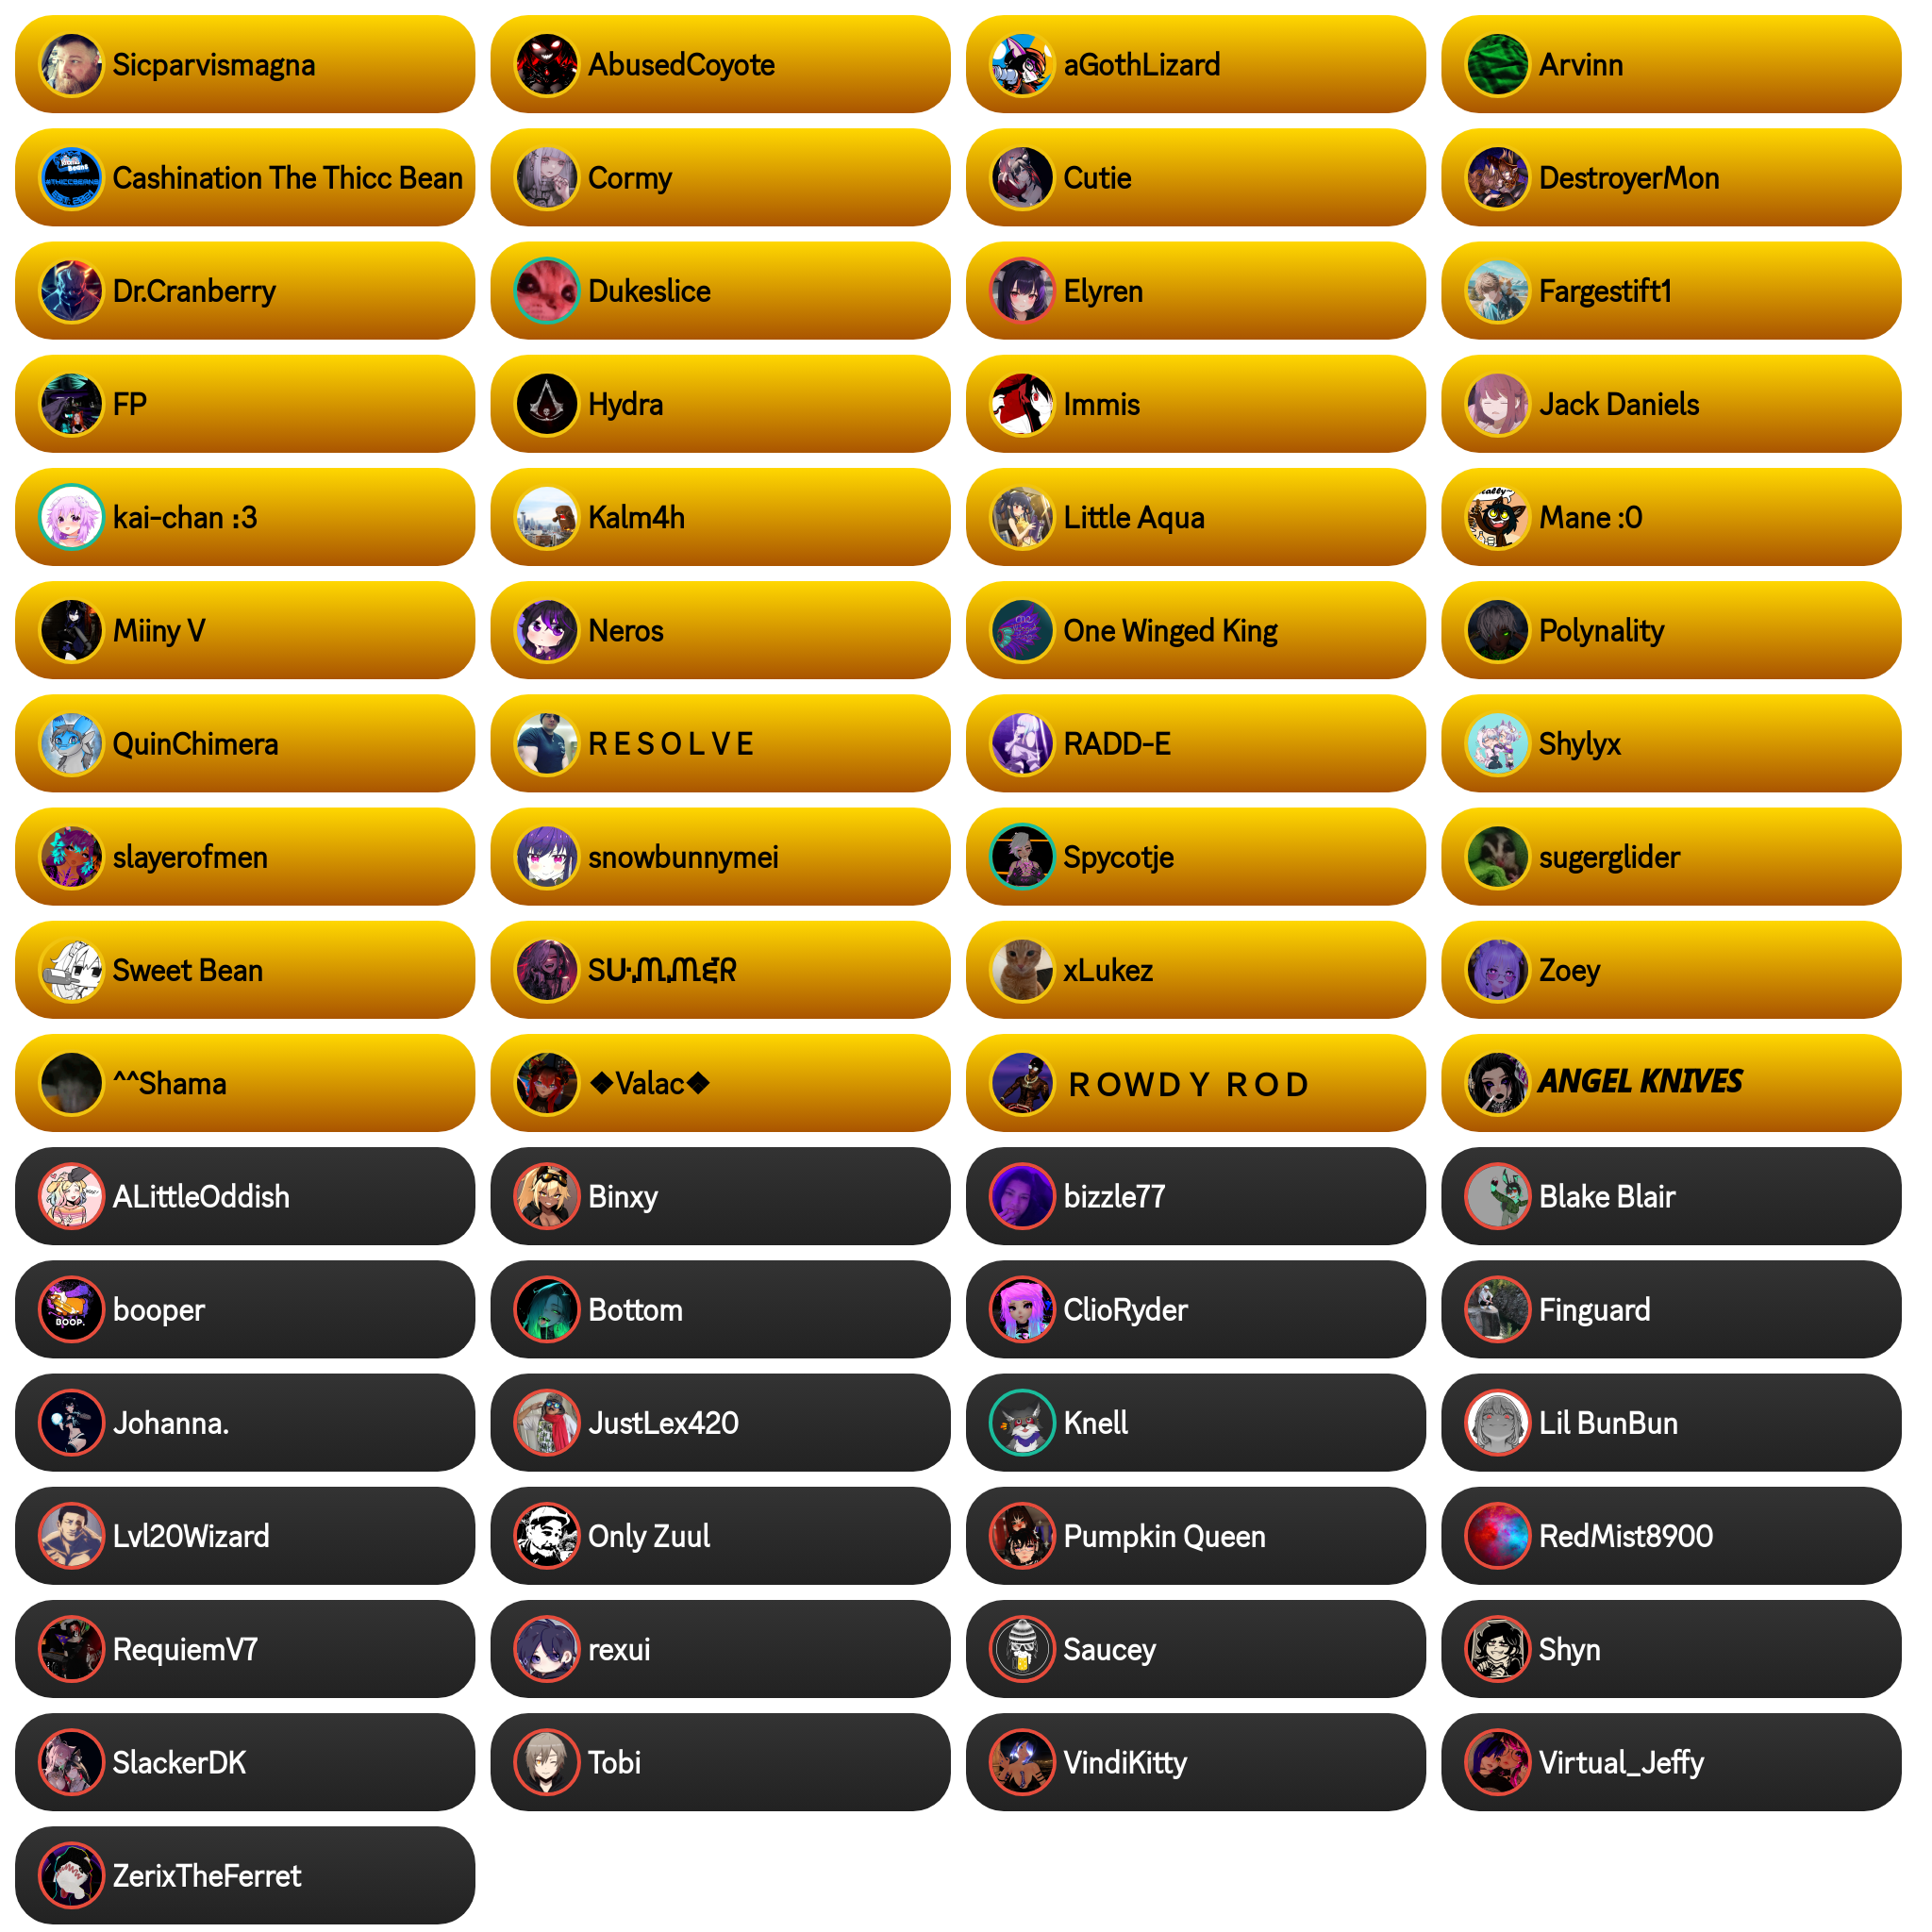 Sicparvismagna
AbusedCoyote
aGothLizard
Arvinn
Cashination The Thicc Bean
Cormy
Cutie
DestroyerMon
Dr.Cranberry
Dukeslice
Elyren
Fargestift1
FP
Hydra
Immis
Jack Daniels
kai-chan :3
Kalm4h
Little Aqua
Mane :0
Miiny V
Neros
One Winged King
Polynality
QuinChimera
R E S O L V E
RADD-E
Shylyx
slayerofmen
snowbunnymei
Spycotje
sugerglider
Sweet Bean
xLukez
Zoey
^^Shama
❖Valac❖
ＲＯＷＤＹ ＲＯＤ
ANGEL KNIVES
ALittleOddish
Binxy
bizzle77
Blake Blair
booper
BOOP.
Bottom
ClioRyder
Finguard
Johanna.
JustLex420
Knell
Lil BunBun
Lvl20Wizard
Only Zuul
Pumpkin Queen
RedMist8900
RequiemV7
rexui
Saucey
Shyn
SlackerDK
Tobi
VindiKitty
Virtual_Jeffy
ZerixTheFerret